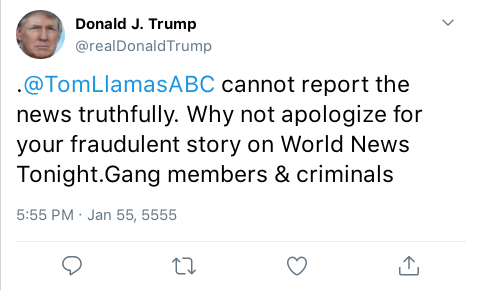 Donald J. Trump
@realDonaldTrump
.@TomLlamasABC cannot report the
news truthfully. Why not apologize for
your fraudulent story on World News
Tonight.Gang members & criminals
5:55 PM · Jan 55, 5555